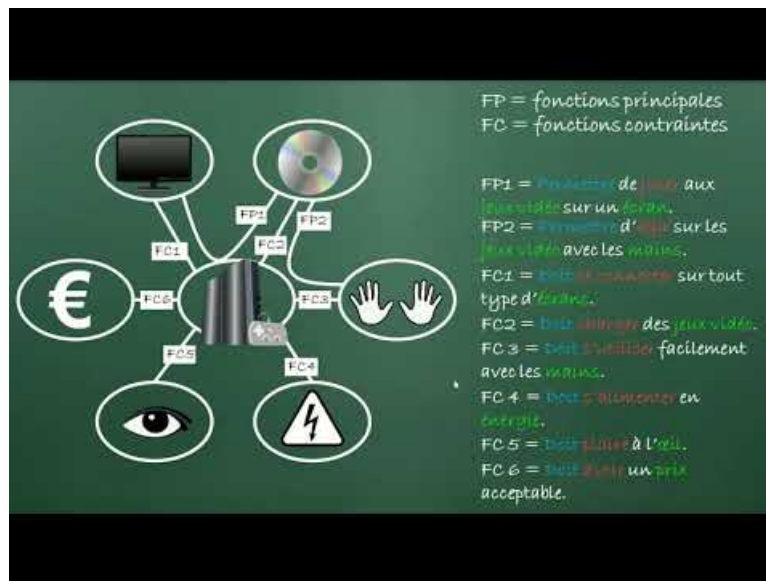 FP1
FP2
FC1
FC2
€
FC6
FC3
FC5
FC4
FP = fonctions principales
FC = fonctions contraintes
FP1 = Permettre de jouer aux
jeux vidéo sur un écran.
FP2 = Permettre d'agir sur les
jeux vidéo avec les mains.
FC1 = Doit se connecter sur tout
type d'écrans.
FC2 = Doit charger des jeux vidéo.
FC 3 = Doit s'utiliser facilement
avec les mains.
FC 4 = Doit s'alimenter en
énergie.
FC 5 = Doit plaire à l'œil.
FC 6 = Doit avoir un prix
acceptable.